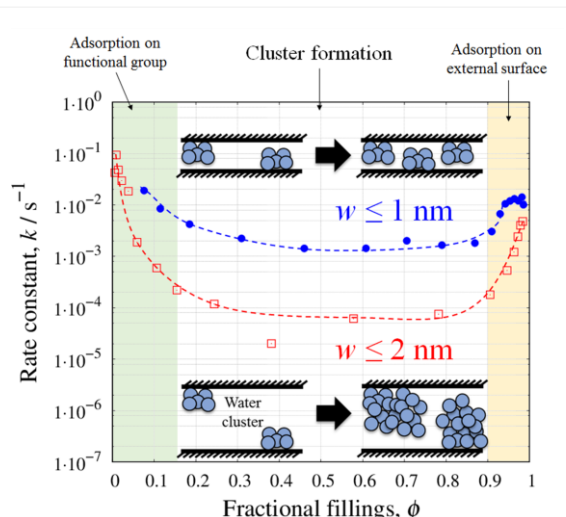 Adsorption on
functional group
Cluster formation
Adsorption on
external surface
1·10⁰
1·10⁻¹
1·10⁻²
1·10⁻³
1·10⁻⁴
1·10⁻⁵
1·10⁻⁶
1·10⁻⁷
Rate constant, k / s⁻¹
w ≤ 1 nm
w ≤ 2 nm
Water
cluster
0 0.1 0.2 0.3 0.4 0.5 0.6 0.7 0.8 0.9 1
Fractional fillings, ϕ